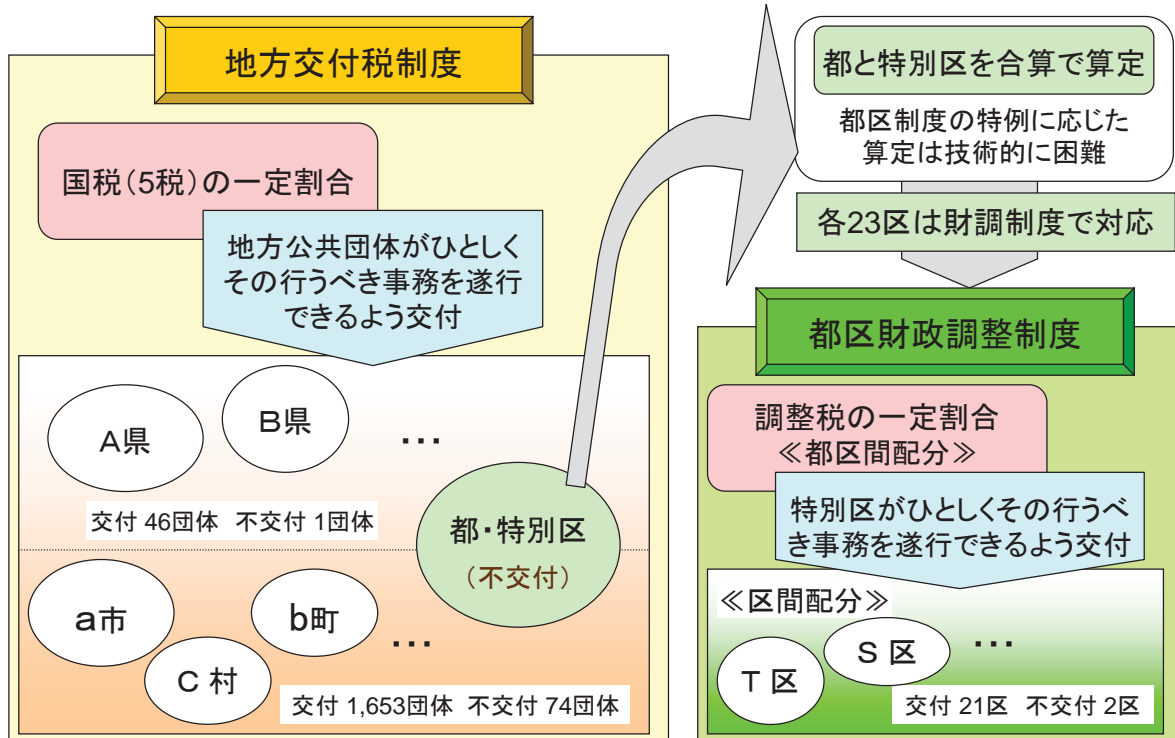 地方交付税制度
国税（5税）の一定割合
地方公共団体がひとしく
その行うべき事務を遂行
できるよう交付
A県
B県
…
交付 46団体 不交付 1団体
都・特別区
（不交付）
a市
b町
…
C 村
交付 1,653団体 不交付 74団体
都と特別区を合算で算定
都区制度の特例に応じた
算定は技術的に困難
各23区は財調制度で対応
都区財政調整制度
調整税の一定割合
≪都区間配分≫
特別区がひとしくその行うべ
き事務を遂行できるよう交付
≪区間配分≫
T 区
S 区
…
交付 21区 不交付 2区